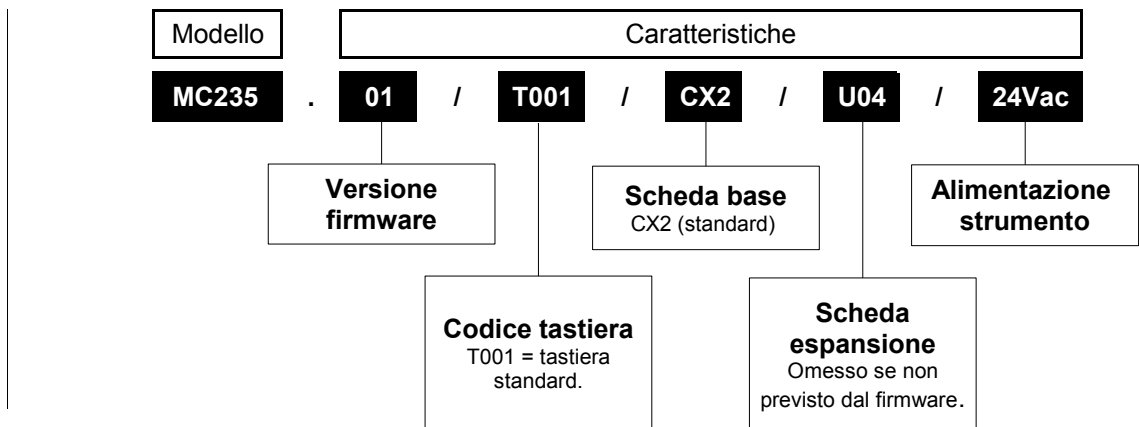 Modello Caratteristiche
MC235 . 01 / T001 / CX2 / U04 / 24Vac
Versione
firmware
Scheda base
CX2 (standard)
Alimentazione
strumento
Codice tastiera
T001 = tastiera
standard.
Scheda
espansione
Omesso se non
previsto dal firmware.